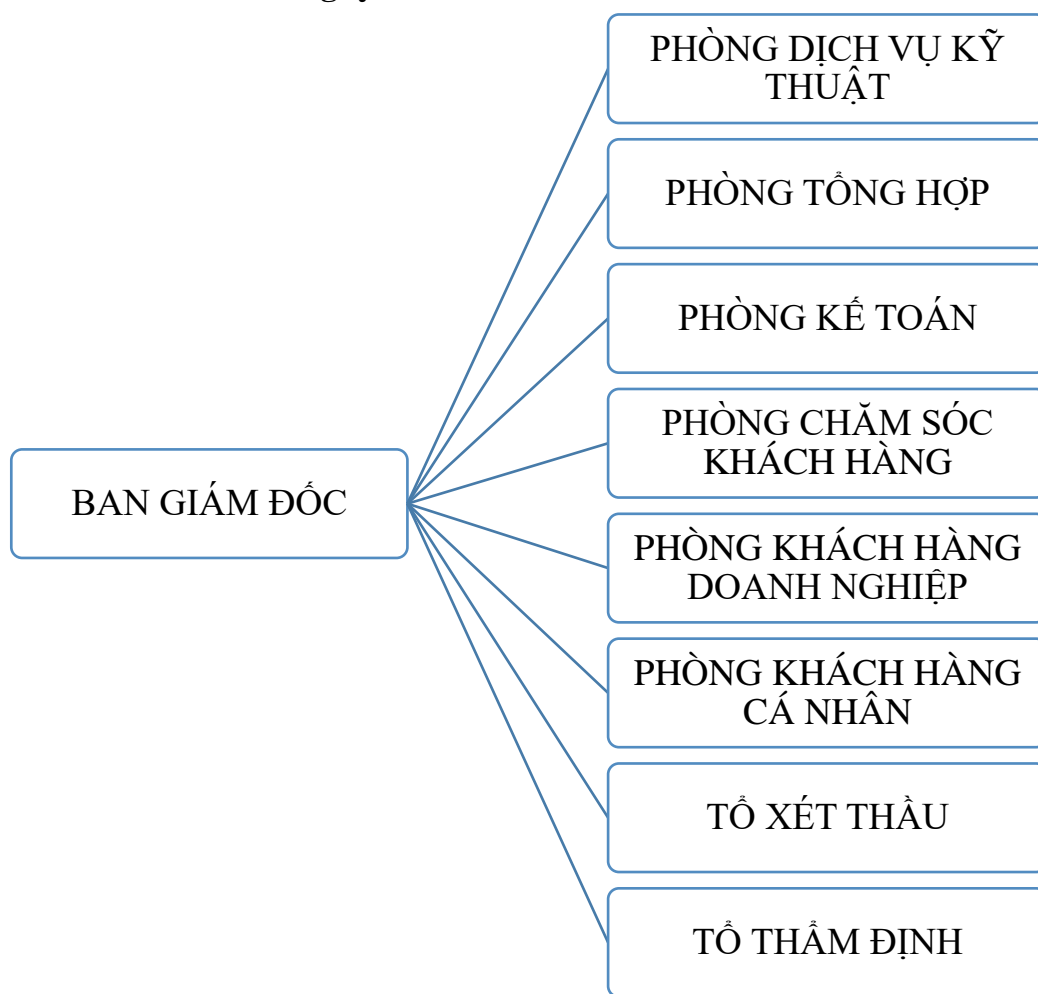 PHÒNG DỊCH VỤ KỸ
THUẬT
PHÒNG TỔNG HỢP
PHÒNG KẾ TOÁN
PHÒNG CHĂM SÓC
KHÁCH HÀNG
BAN GIÁM ĐỐC
PHÒNG KHÁCH HÀNG
DOANH NGHIỆP
PHÒNG KHÁCH HÀNG
CÁ NHÂN
TỔ XÉT THẦU
TỔ THẨM ĐỊNH